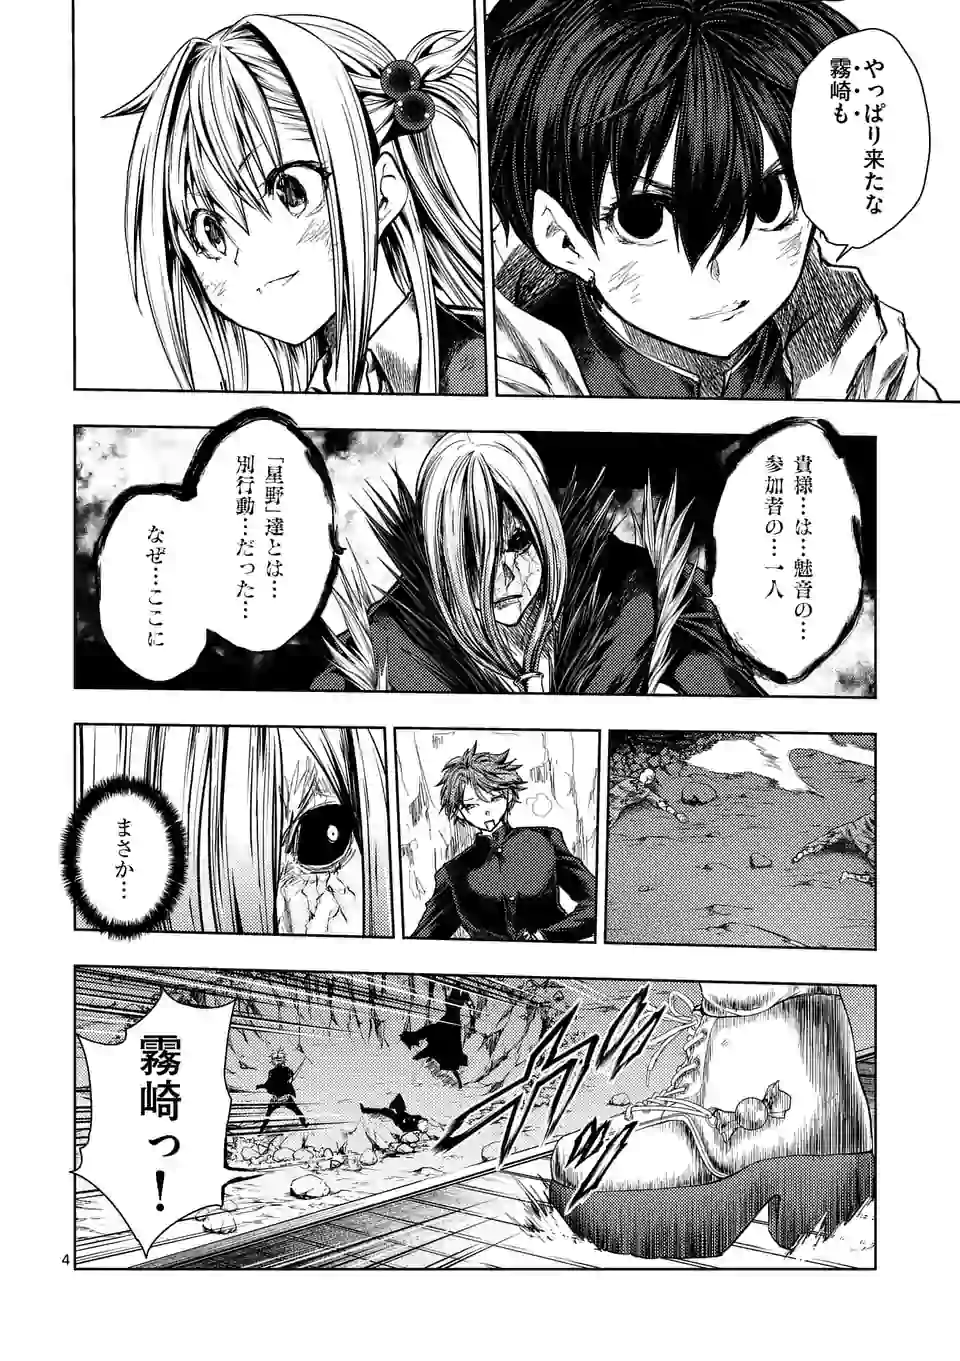 やっぱり来たな
霧崎も
貴様…は…魅音の…
参加者の…一人
「星野」達とは…
別行動…だった…
なぜ…ここに
まさか…
ガッ
霧崎っ！
4